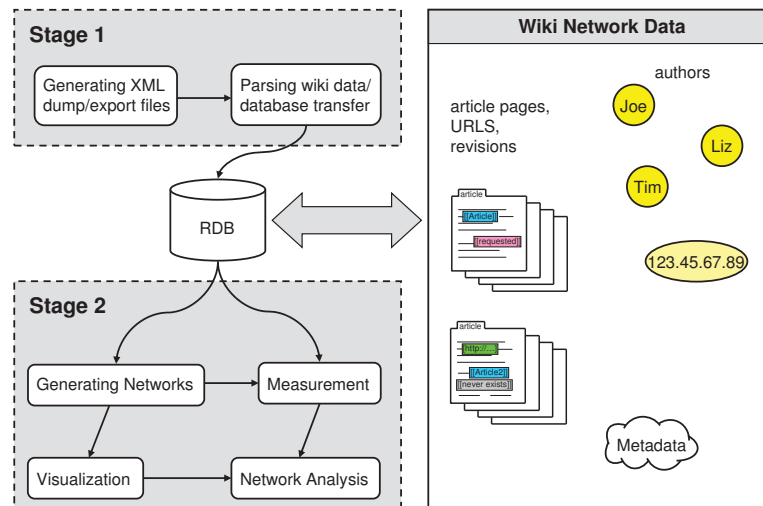 Stage 1
Generating XML
dump/export files
Parsing wiki data/
database transfer
RDB
Stage 2
Generating Networks
Measurement
Visualization
Network Analysis
Wiki Network Data
authors
article pages,
URLS,
revisions
Joe
Liz
Tim
article
[[Article]]
[[requested]
123.45.67.89
article
http://...
[[Article2]]
[[never exists]]
Metadata